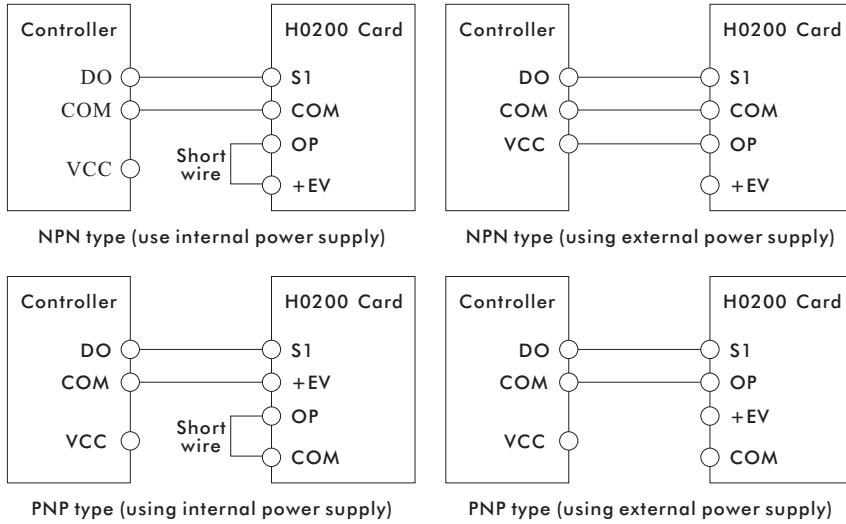 Controller
H0200 Card
DO
S1
COM
COM
OP
VCC
Short
wire
+EV
NPN type (use internal power supply)
Controller
H0200 Card
DO
S1
COM
COM
VCC
OP
+EV
NPN type (using external power supply)
Controller
H0200 Card
DO
S1
COM
+EV
OP
VCC
Short
wire
COM
PNP type (using internal power supply)
Controller
H0200 Card
DO
S1
COM
OP
+EV
VCC
COM
PNP type (using external power supply)